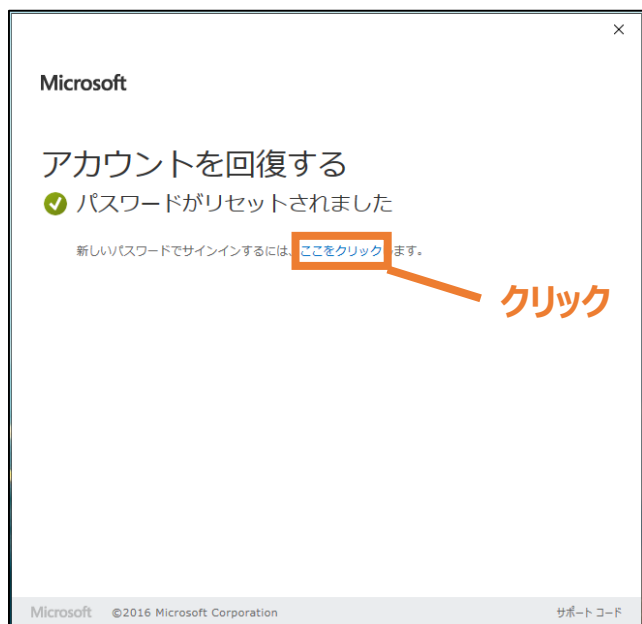 ×
Microsoft
アカウントを回復する
パスワードがリセットされました
新しいパスワードでサインインするには、ここをクリックします。
クリック
Microsoft ©2016 Microsoft Corporation サポート コード